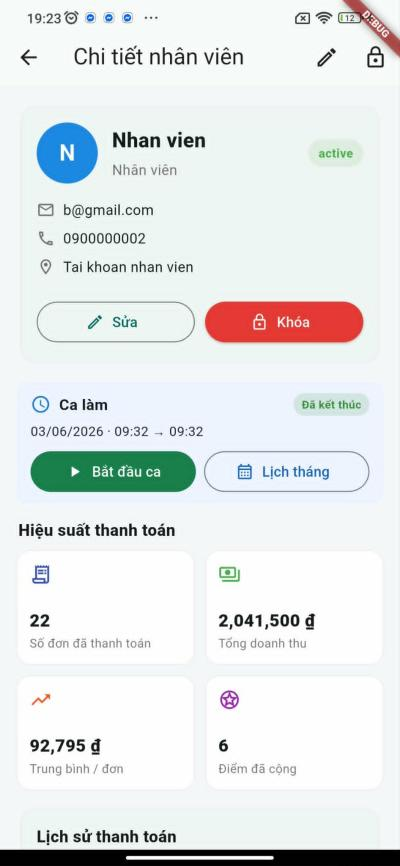 19:23
12
DEBUG
Chi tiết nhân viên
N
Nhan vien
Nhân viên
active
b@gmail.com
0900000002
Tai khoan nhan vien
Sửa
Khóa
Ca làm
Đã kết thúc
03/06/2026 · 09:32 → 09:32
Bắt đầu ca
Lịch tháng
Hiệu suất thanh toán
22
Số đơn đã thanh toán
2,041,500 ₫
Tổng doanh thu
92,795 ₫
Trung bình / đơn
6
Điểm đã cộng
Lịch sử thanh toán